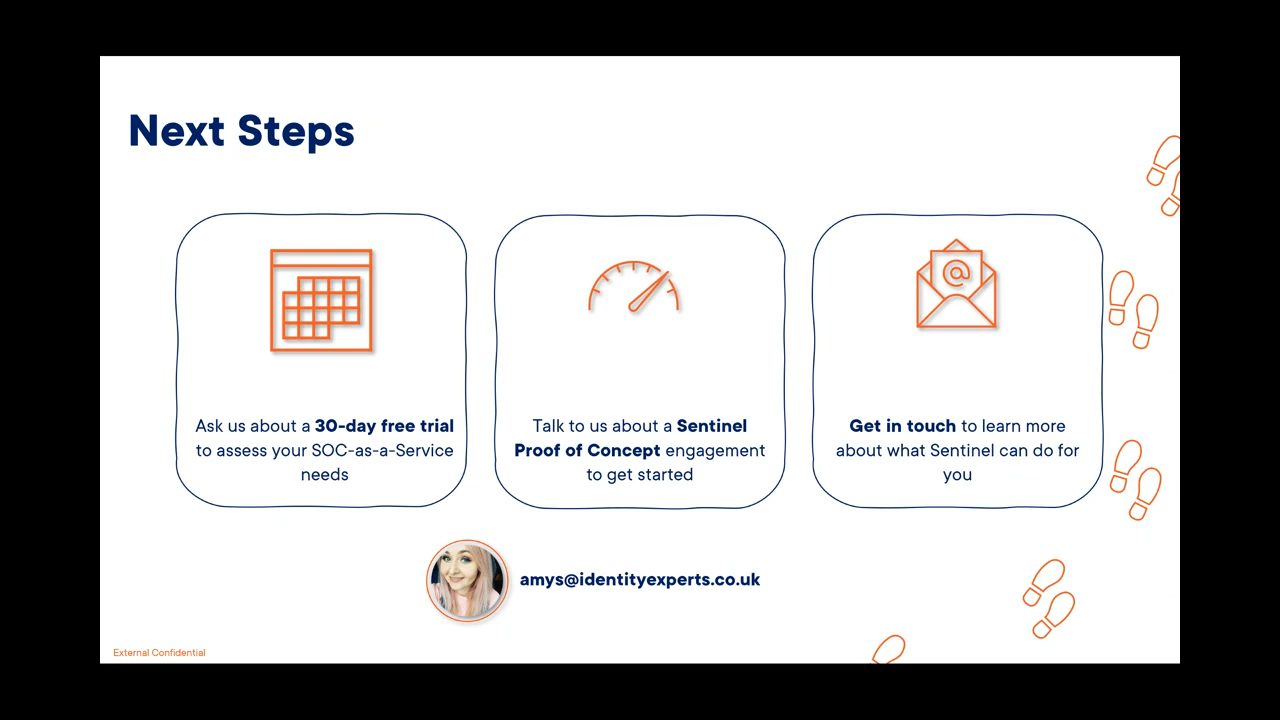 Next Steps
Ask us about a 30-day free trial
to assess your SOC-as-a-Service
needs
Talk to us about a Sentinel
Proof of Concept engagement
to get started
Get in touch to learn more
about what Sentinel can do for
you
amys@identityexperts.co.uk
External Confidential